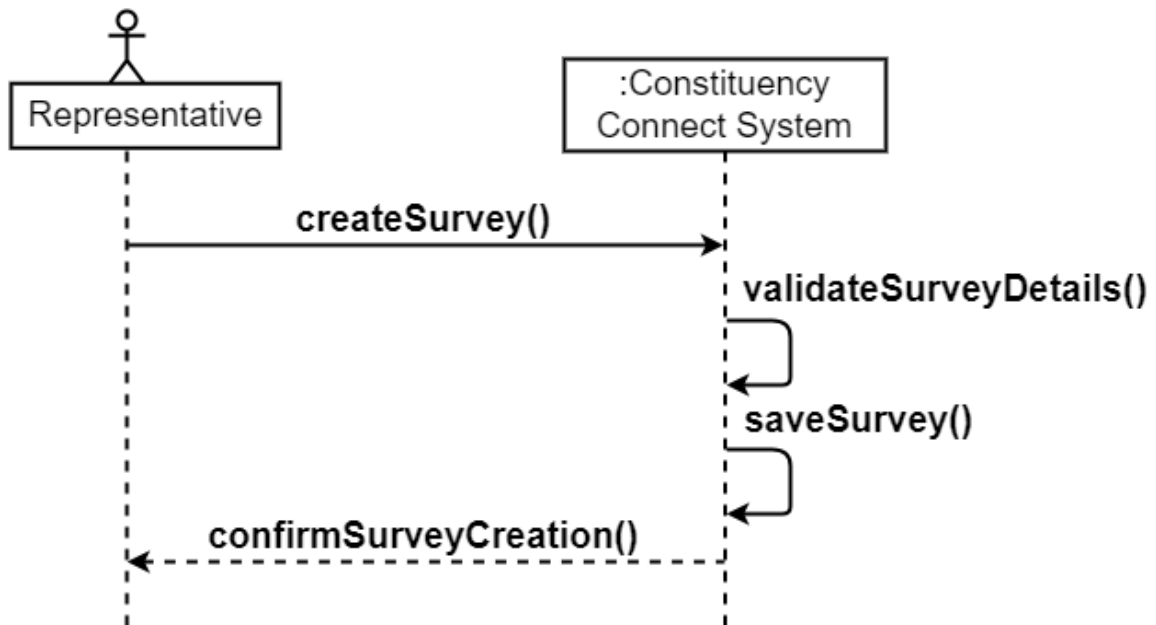 Representative
:Constituency
Connect System
createSurvey()
validateSurveyDetails()
saveSurvey()
confirmSurveyCreation()